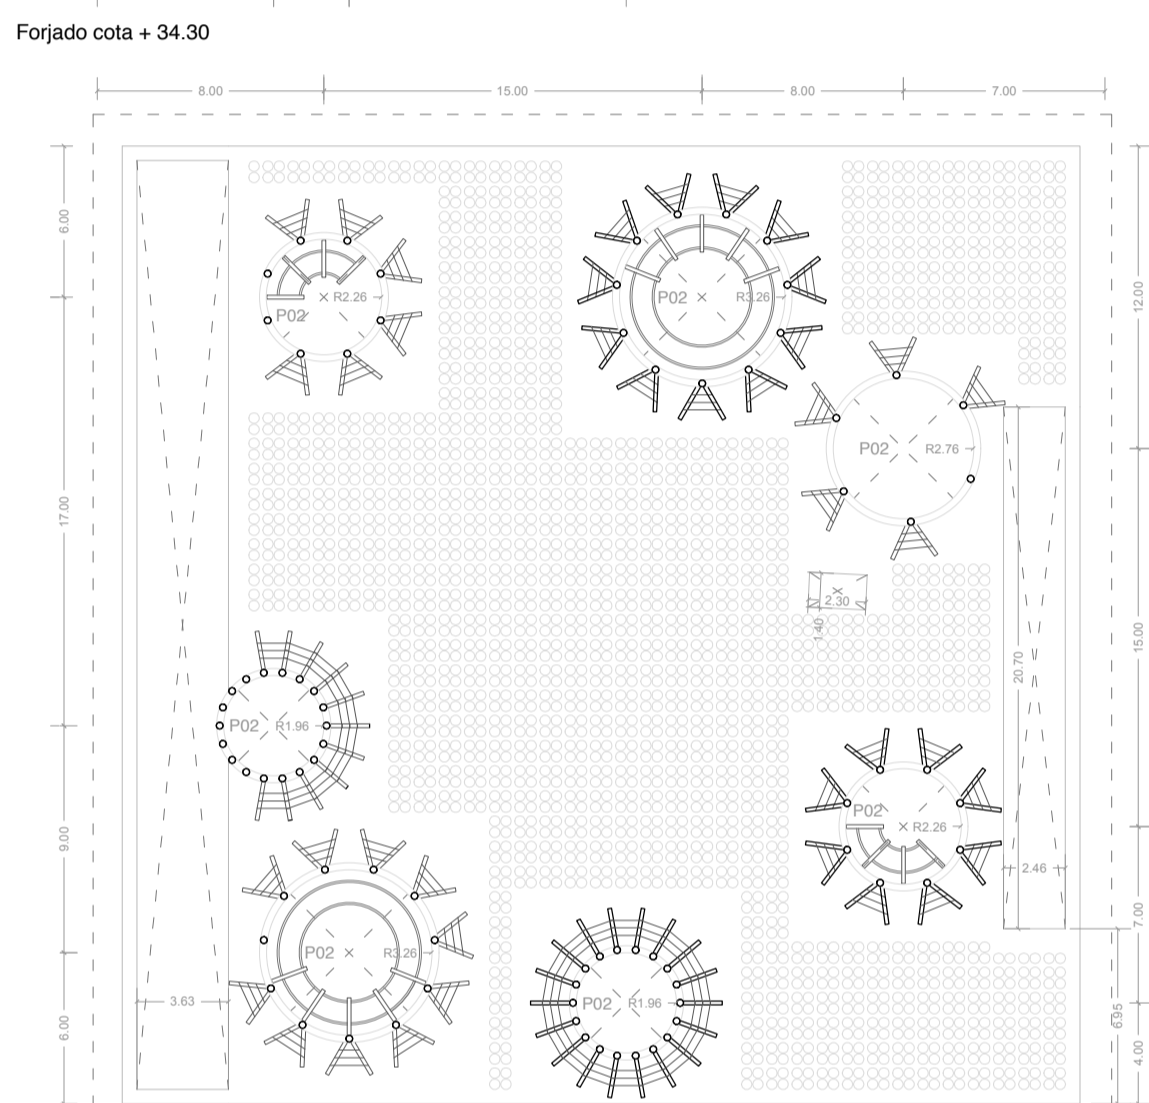 Forjado cota + 34.30
8.00
15.00
8.00
7.00
6.00
12.00
R2.26
P02
P02
R3.26
P02
R2.76
17.00
2.30
1.40
15.00
20.70
P02
R1.96
P02
R2.26
9.00
2.46
7.00
P02
R3.26
3.63
P02
R1.96
6.00
6.95
4.00